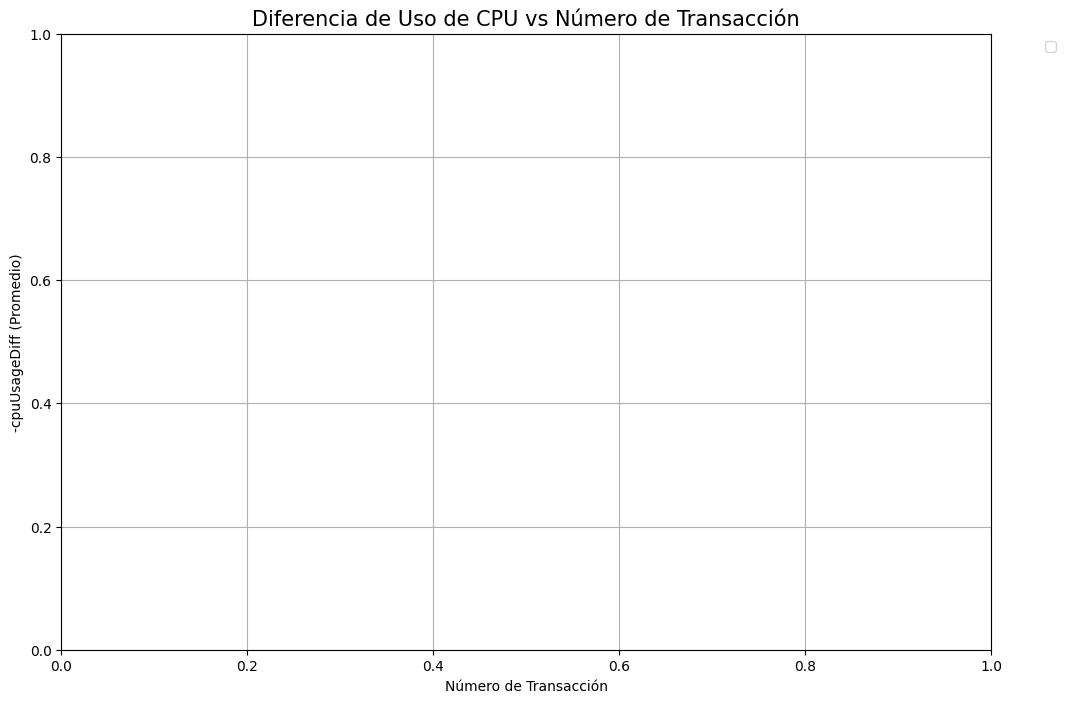 Diferencia de Uso de CPU vs Número de Transacción
1.0
0.8
0.6
0.4
0.2
0.0
-cpuUsageDiff (Promedio)
0.0 0.2 0.4 0.6 0.8 1.0
Número de Transacción